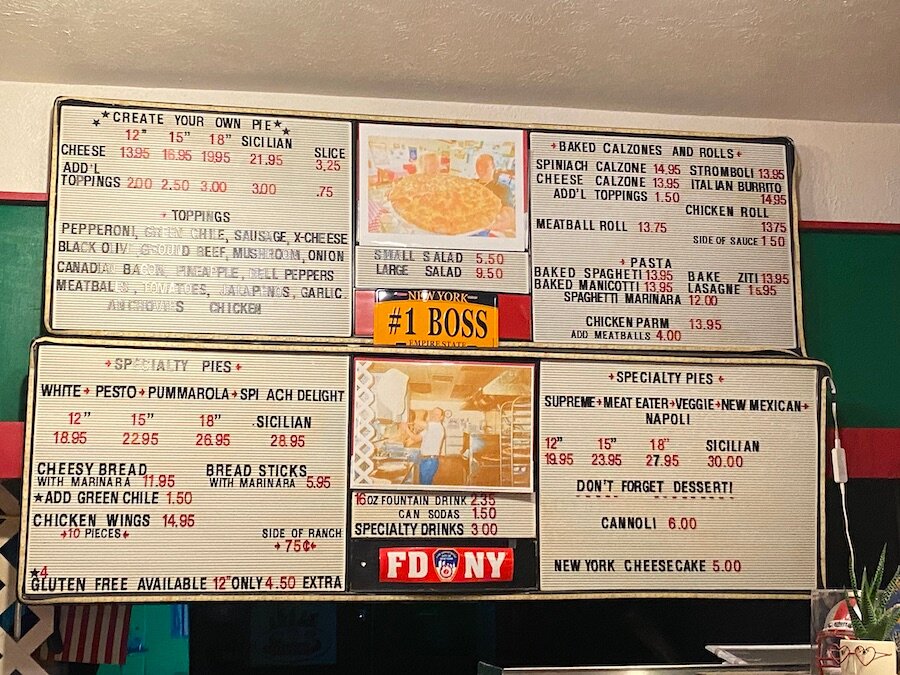 ★CREATE YOUR OWN PIE★
12" 15" 18" SICILIAN
CHEESE 13.95 16.95 19.95 21.95 SLICE 3.25
ADD'L
TOPPINGS 2.00 2.50 3.00 3.00 .75
TOPPINGS
PEPPERONI, GREEN CHILE, SAUSAGE, X-CHEESE
BLACK OLIV, GROUND BEEF, MUSHROOM, ONION
CANADIAN BACON, PINEAPPLE, BELL PEPPERS
MEATBALLS, TOMATOES, JALAPENOS, GARLIC
ANCHOVIES CHICKEN
SMALL SALAD 5.50
LARGE SALAD 9.50
NEW YORK
#1 BOSS
EMPIRE STATE
BAKED CALZONES AND ROLLS
SPINIACH CALZONE 14.95 STROMBOLI 13.95
CHEESE CALZONE 13.95 ITALIAN BURRITO
ADD'L TOPPINGS 1.50 14.95
CHICKEN ROLL
MEATBALL ROLL 13.75 1375
SIDE OF SAUCE 1 50
PASTA
BAKED SPAGHETI 13.95 BAKE ZITI 13.95
BAKED MANICOTTI 13.95 LASAGNE 15.95
SPAGHETTI MARINARA 12.00
CHICKEN PARM 13.95
ADD MEATBALLS 4.00
SPECIALTY PIES
WHITE PESTO PUMMAROLA SPI ACH DELIGHT
12" 15" 18" SICILIAN
18.95 22.95 26.95 28.95
CHEESY BREAD BREAD STICKS
WITH MARINARA 11.95 WITH MARINARA 5.95
★ADD GREEN CHILE 1.50
CHICKEN WINGS 14.95
10 PIECES SIDE OF RANCH
75¢
★4
GLUTEN FREE AVAILABLE 12"ONLY 4.50 EXTRA
16OZ FOUNTAIN DRINK 2.35
CAN SODAS 1.50
SPECIALTY DRINKS 3 00
FD NY
SPECIALTY PIES
SUPREME MEAT EATER VEGGIE NEW MEXICAN
NAPOLI
12" 15" 18" SICILIAN
19.95 23.95 27.95 30.00
DON'T FORGET DESSERT!
CANNOLI 6.00
NEW YORK CHEESECAKE 5.00